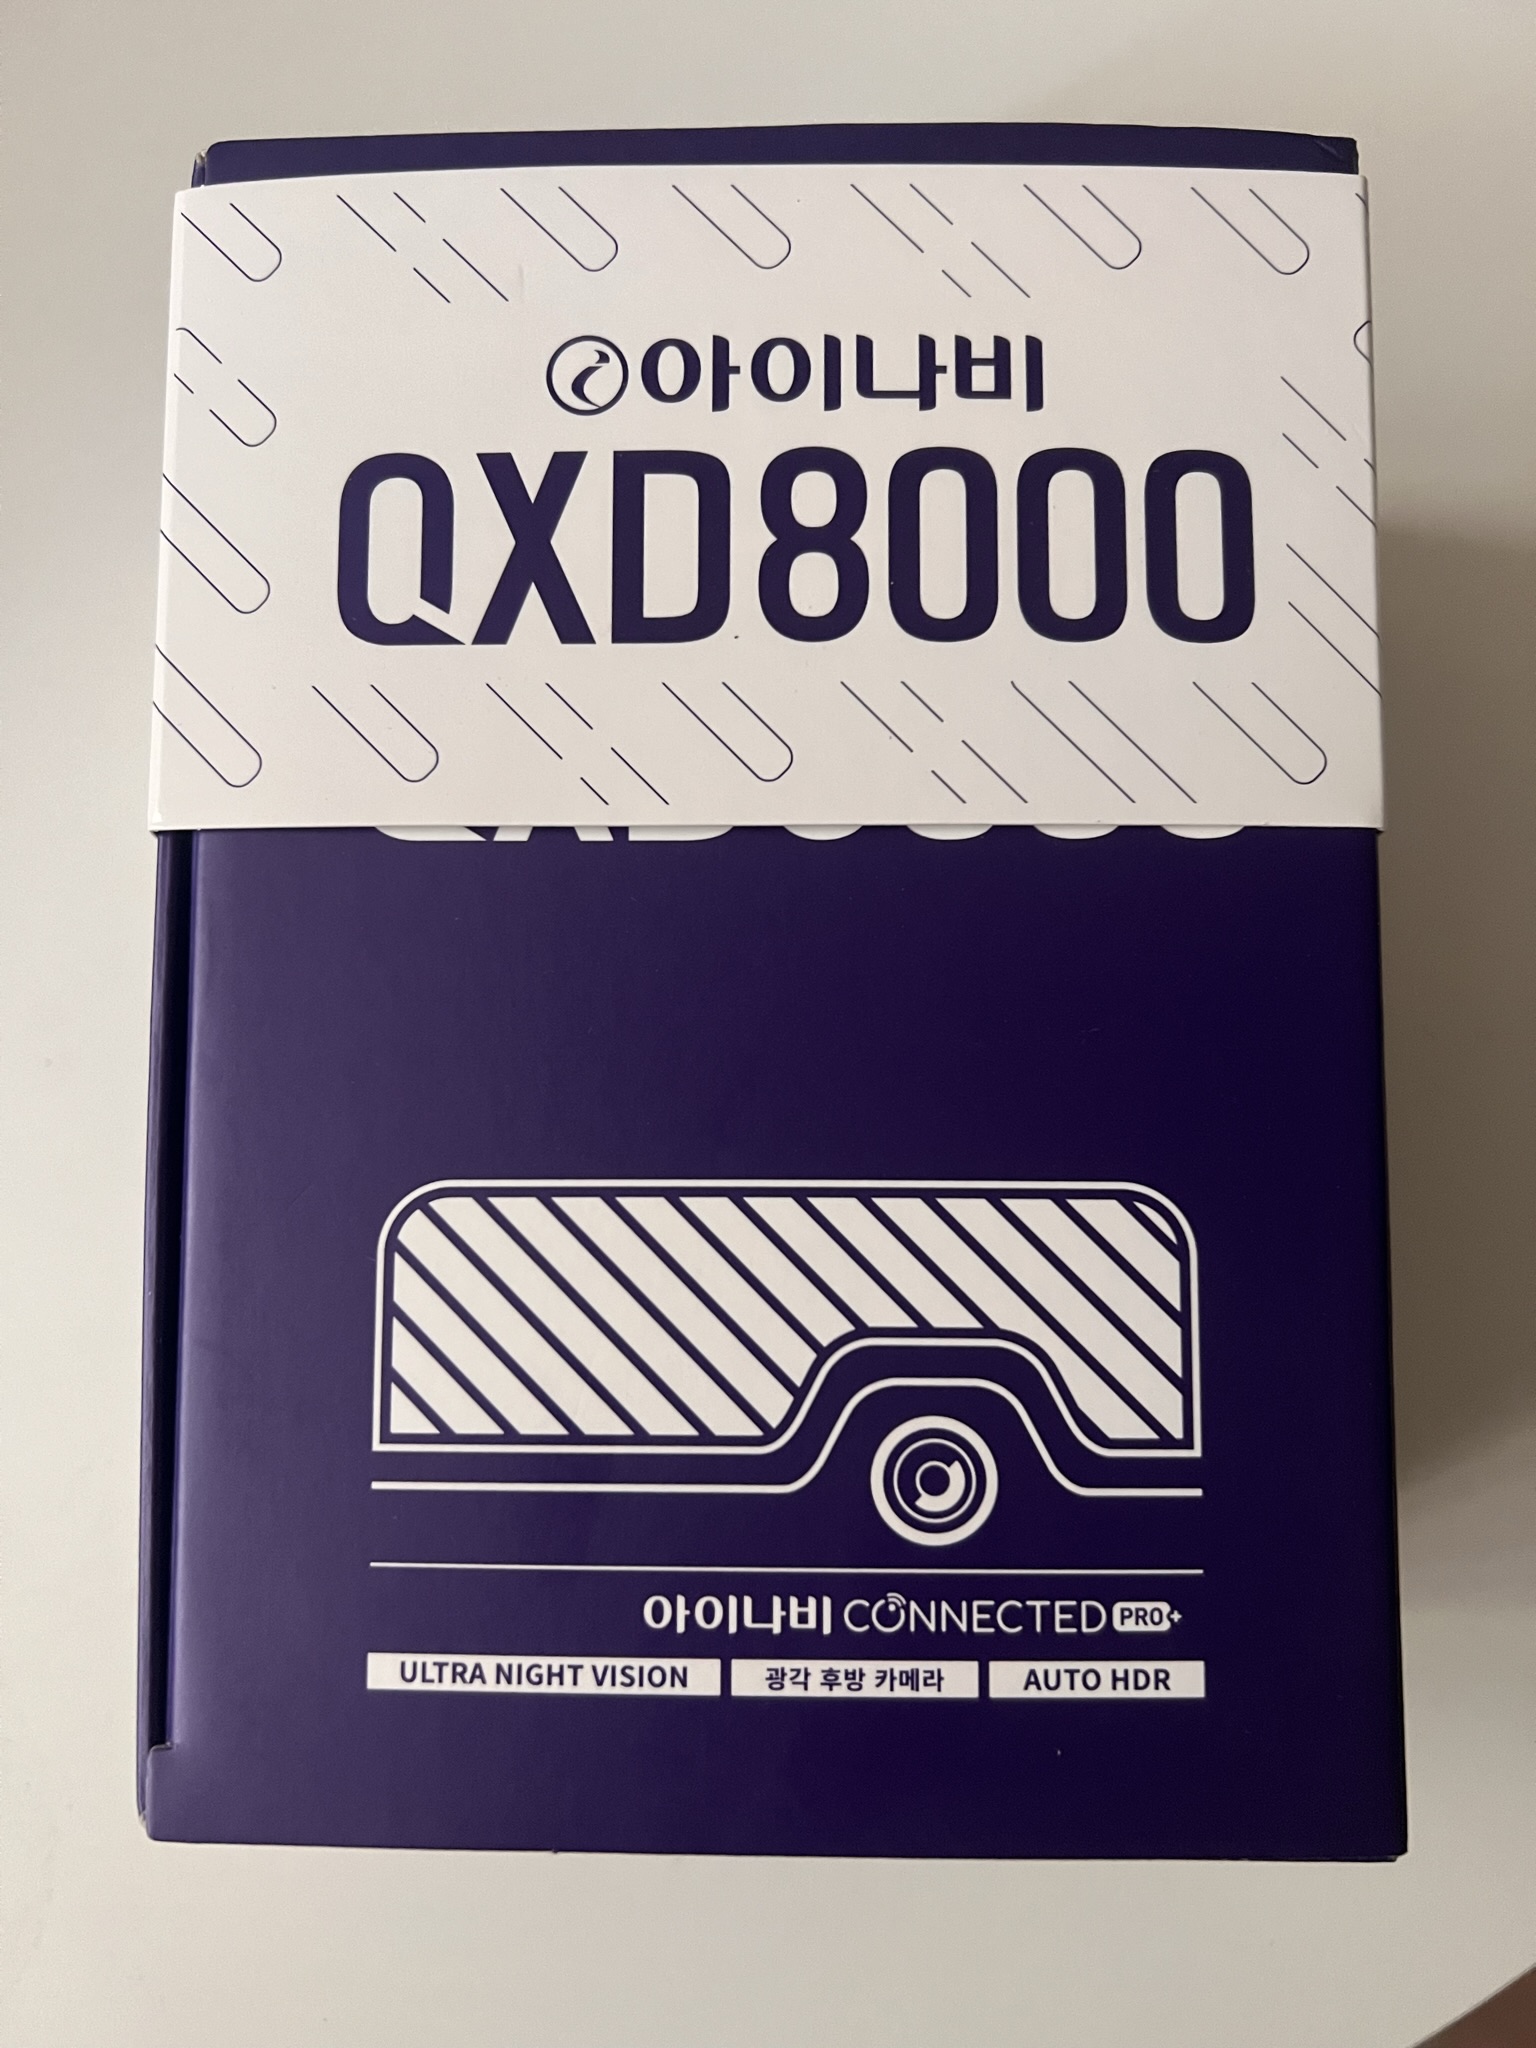 아이나비
QXD8000
QXD8000
아이나비 CONNECTED PRO+
ULTRA NIGHT VISION 광각 후방 카메라 AUTO HDR